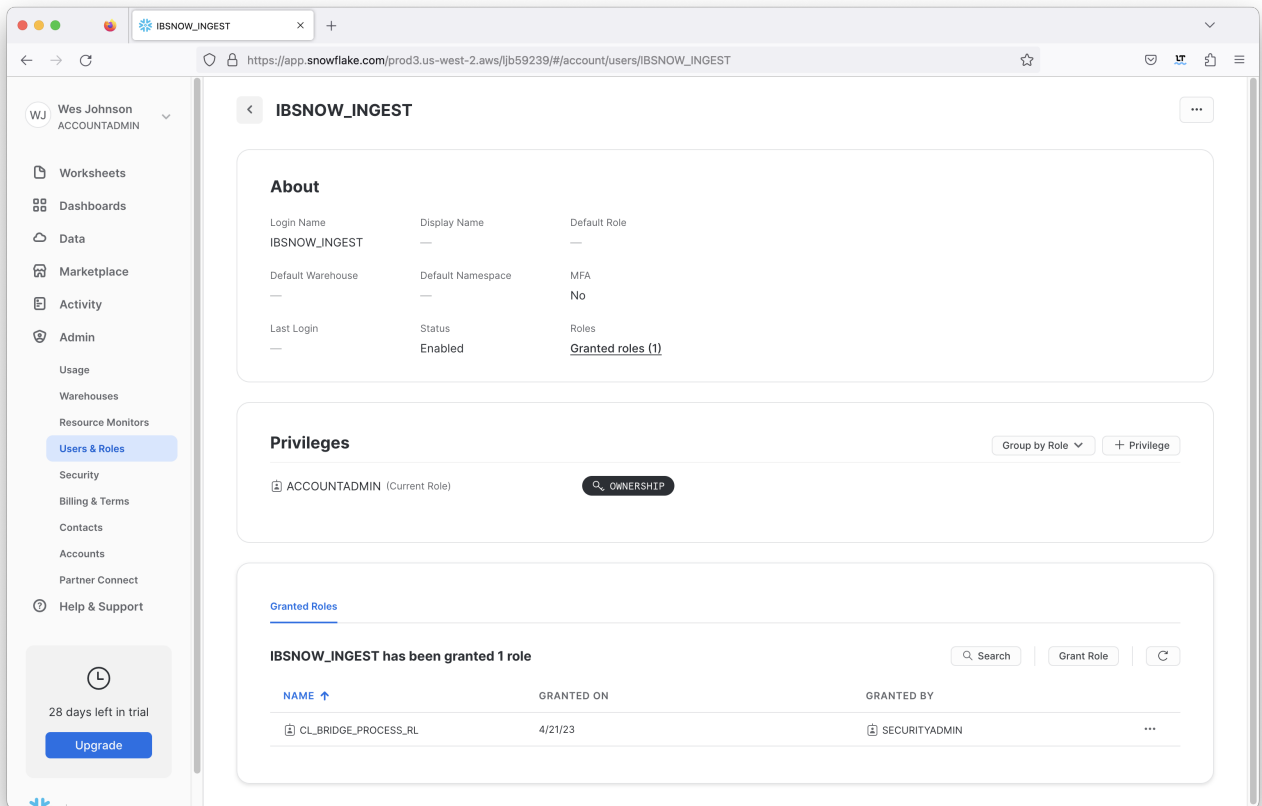 IBSNOW_INGEST
https://app.snowflake.com/prod3.us-west-2.aws/ljb59239/#/account/users/IBSNOW_INGEST
LT
WJ
Wes Johnson
ACCOUNTADMIN
Worksheets
Dashboards
Data
Marketplace
Activity
Admin
Usage
Warehouses
Resource Monitors
Users & Roles
Security
Billing & Terms
Contacts
Accounts
Partner Connect
Help & Support
28 days left in trial
Upgrade
IBSNOW_INGEST
About
Login Name Display Name Default Role
IBSNOW_INGEST — —
Default Warehouse Default Namespace MFA
— — No
Last Login Status Roles
— Enabled Granted roles (1)
Privileges
Group by Role + Privilege
ACCOUNTADMIN (Current Role) OWNERSHIP
Granted Roles
IBSNOW_INGEST has been granted 1 role
Search Grant Role
NAME GRANTED ON GRANTED BY
CL_BRIDGE_PROCESS_RL 4/21/23 SECURITYADMIN